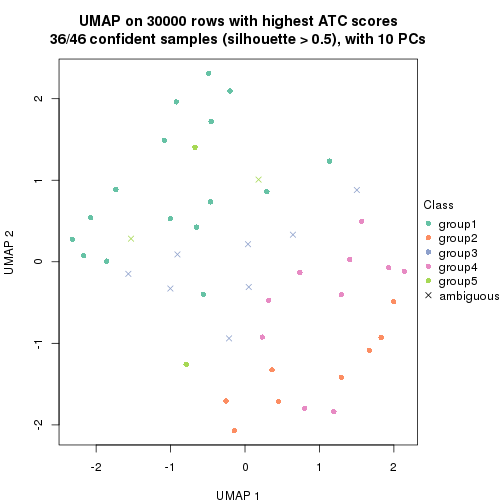 UMAP on 30000 rows with highest ATC scores
36/46 confident samples (silhouette > 0.5), with 10 PCs
2
1
0
-1
-2
UMAP 2
-2
-1
0
1
2
UMAP 1
Class
group1
group2
group3
group4
group5
ambiguous